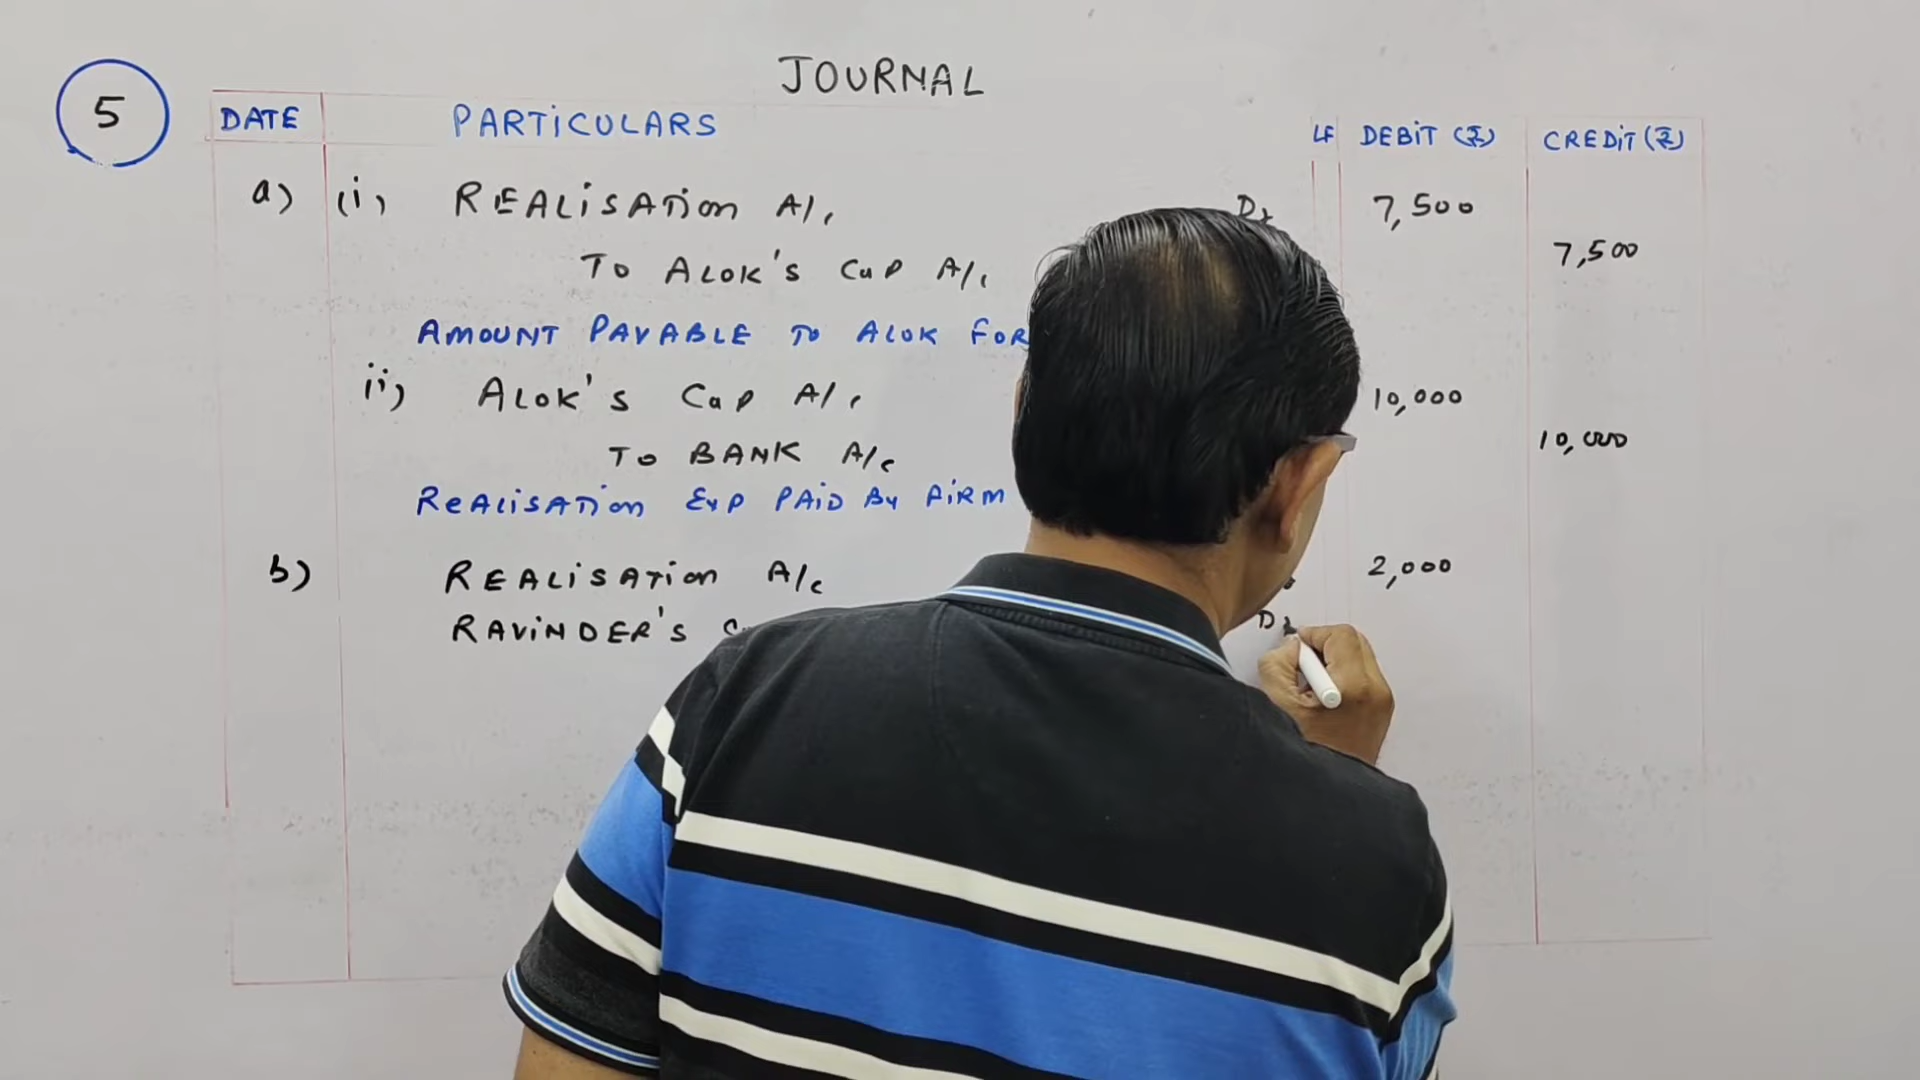 JOURNAL
5
DATE PARTICULARS LF DEBIT (₹) CREDIT (₹)
a) (i) REALISATION A/c Dr 7,500
TO ALOK'S CAP A/c 7,500
AMOUNT PAYABLE TO ALOK FOR
ii) ALOK'S CAP A/c 10,000
TO BANK A/c 10,000
REALISATION EXP PAID BY FIRM
b) REALISATION A/c 2,000
RAVINDER'S Dr